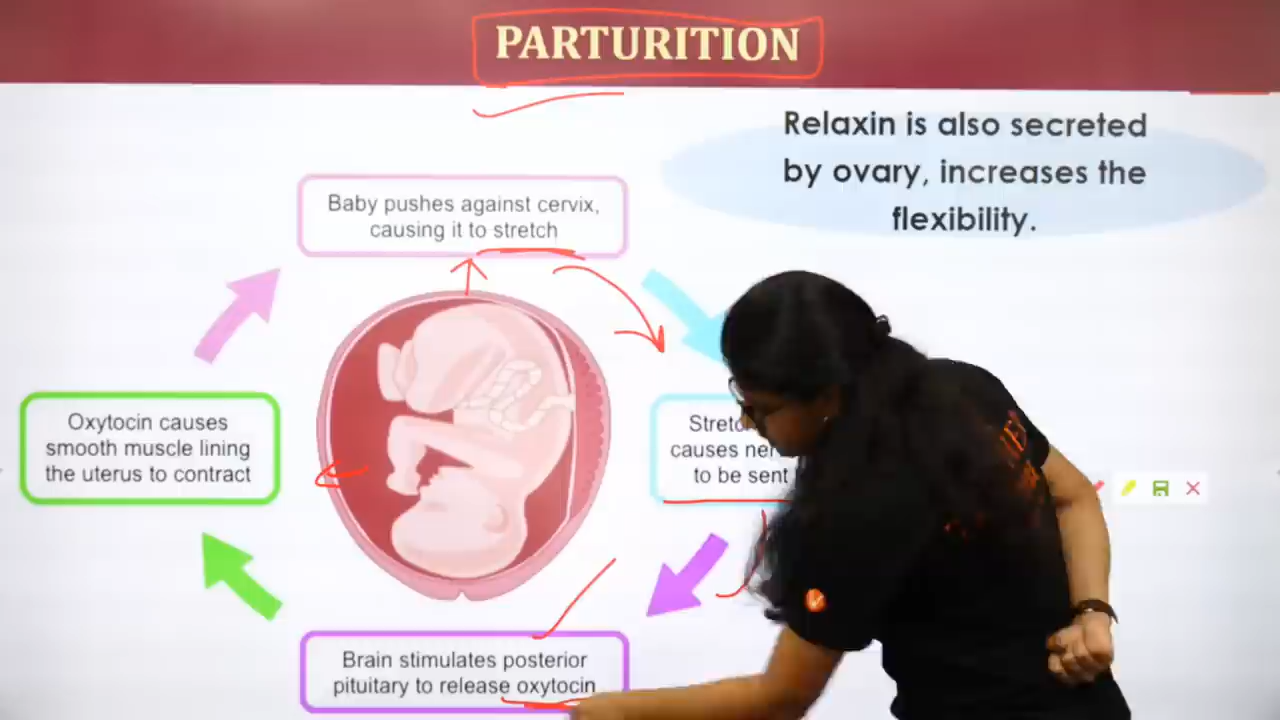 PARTURITION
Relaxin is also secreted
by ovary, increases the
flexibility.
Baby pushes against cervix,
causing it to stretch
causes
to be sent
Oxytocin causes
smooth muscle lining
the uterus to contract
Brain stimulates posterior
pituitary to release oxytocin